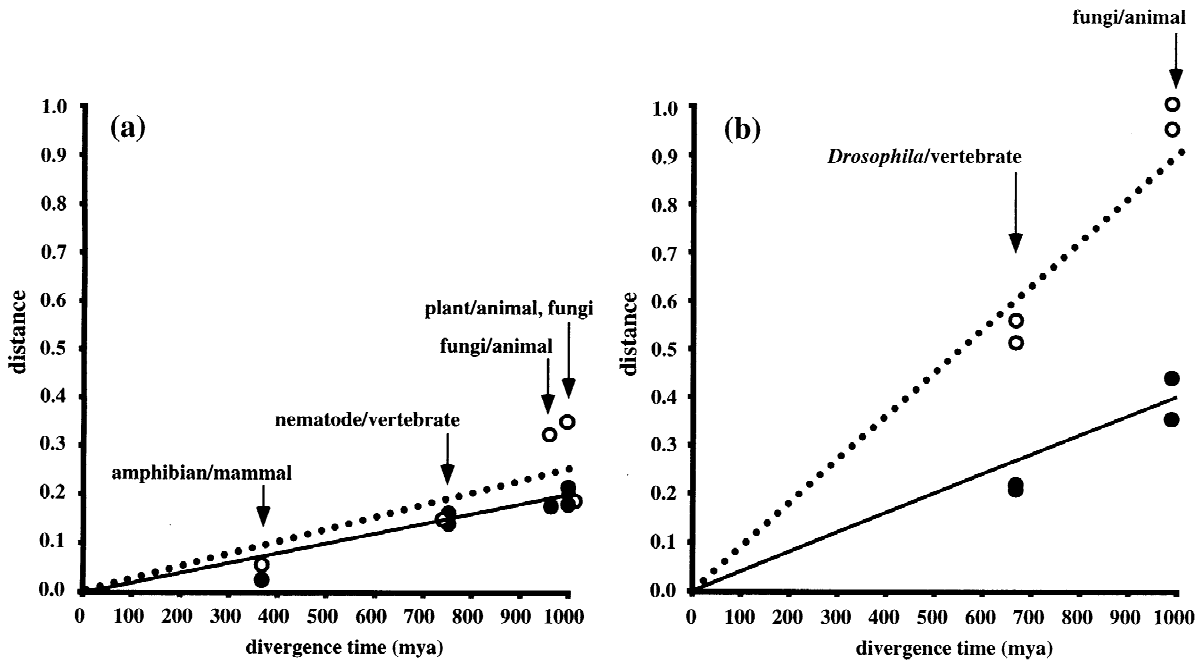 (a)
1.0
0.9
0.8
0.7
0.6
0.5
0.4
0.3
0.2
0.1
0.0
distance
plant/animal, fungi
fungi/animal
nematode/vertebrate
amphibian/mammal
0 100 200 300 400 500 600 700 800 900 1000
divergence time (mya)
fungi/animal
(b)
1.0
0.9
0.8
0.7
0.6
0.5
0.4
0.3
0.2
0.1
0.0
distance
Drosophila/vertebrate
0 100 200 300 400 500 600 700 800 900 1000
divergence time (mya)